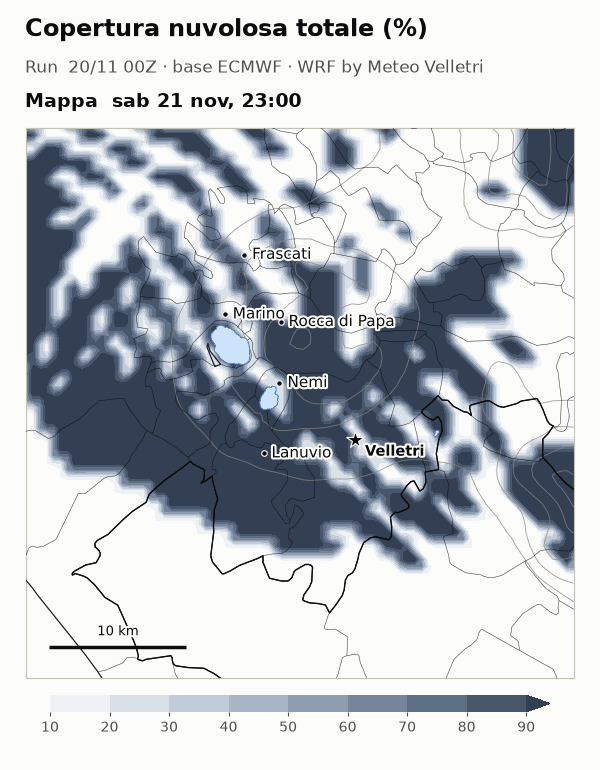 Copertura nuvolosa totale (%)
Run 20/11 00Z · base ECMWF · WRF by Meteo Velletri
Mappa sab 21 nov, 23:00
Frascati
Marino
Rocca di Papa
Nemi
Velletri
Lanuvio
10 km
10 20 30 40 50 60 70 80 90